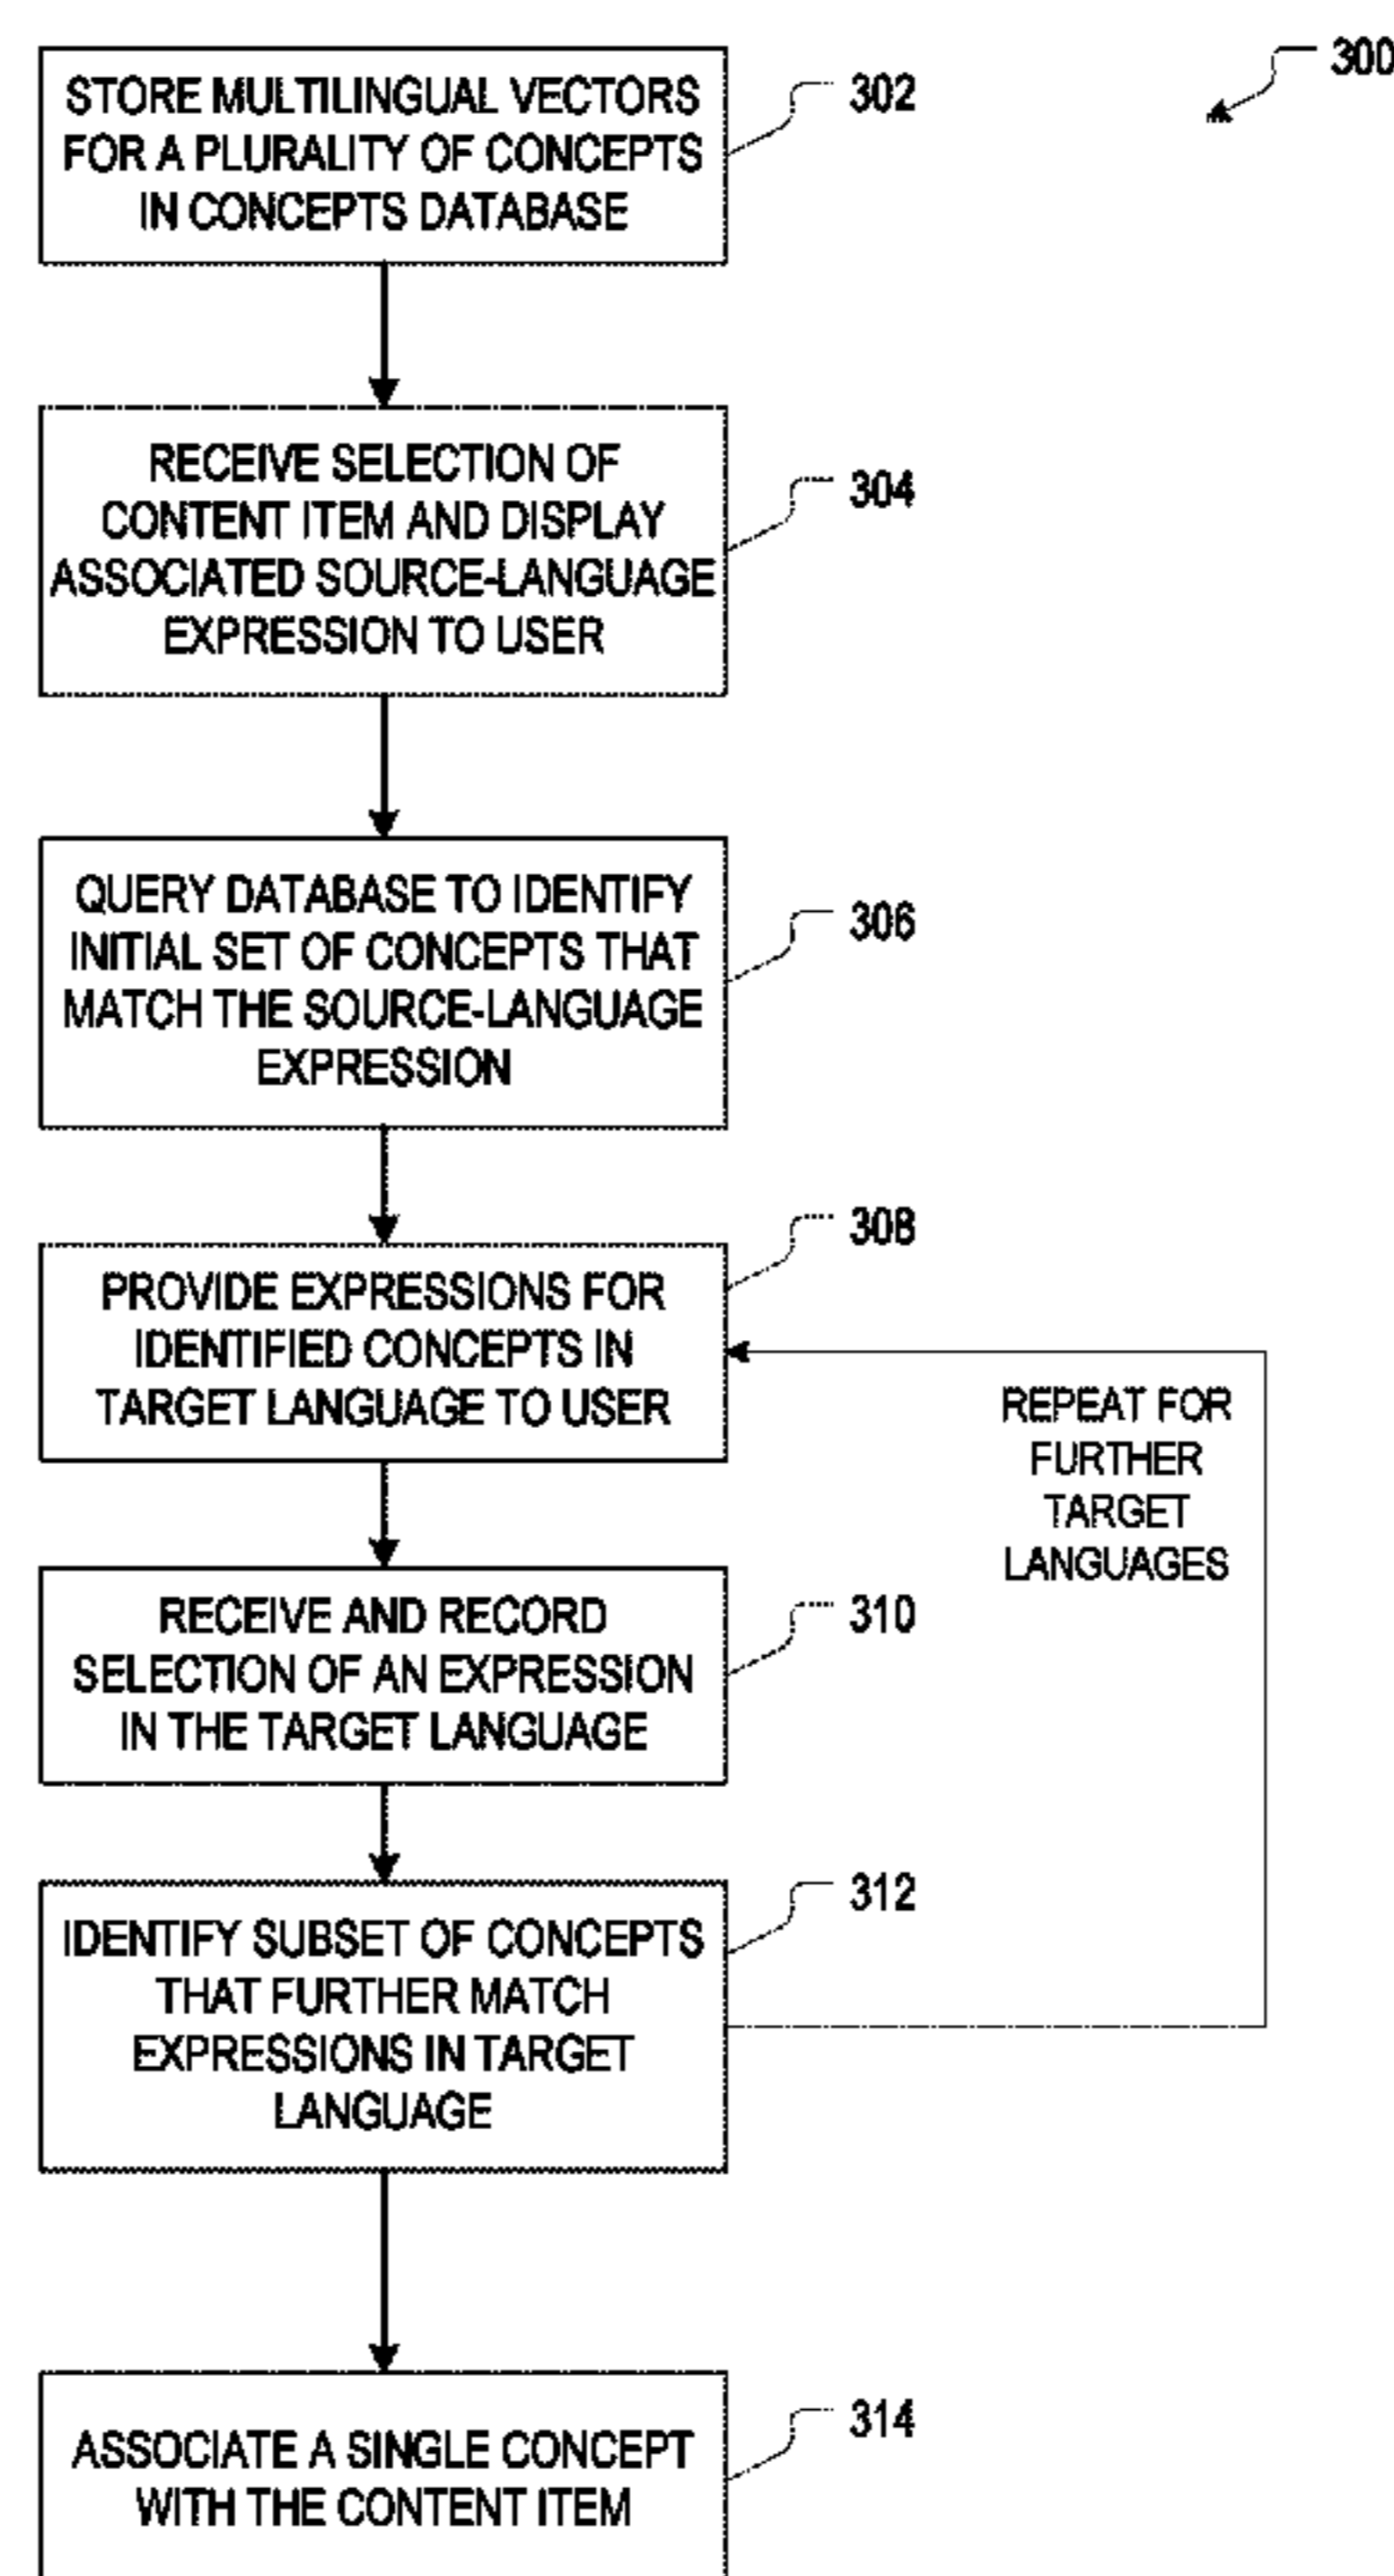 300
STORE MULTILINGUAL VECTORS
FOR A PLURALITY OF CONCEPTS
IN CONCEPTS DATABASE
302
RECEIVE SELECTION OF
CONTENT ITEM AND DISPLAY
ASSOCIATED SOURCE-LANGUAGE
EXPRESSION TO USER
304
QUERY DATABASE TO IDENTIFY
INITIAL SET OF CONCEPTS THAT
MATCH THE SOURCE-LANGUAGE
EXPRESSION
306
PROVIDE EXPRESSIONS FOR
IDENTIFIED CONCEPTS IN
TARGET LANGUAGE TO USER
308
REPEAT FOR
FURTHER
TARGET
LANGUAGES
RECEIVE AND RECORD
SELECTION OF AN EXPRESSION
IN THE TARGET LANGUAGE
310
IDENTIFY SUBSET OF CONCEPTS
THAT FURTHER MATCH
EXPRESSIONS IN TARGET
LANGUAGE
312
ASSOCIATE A SINGLE CONCEPT
WITH THE CONTENT ITEM
314